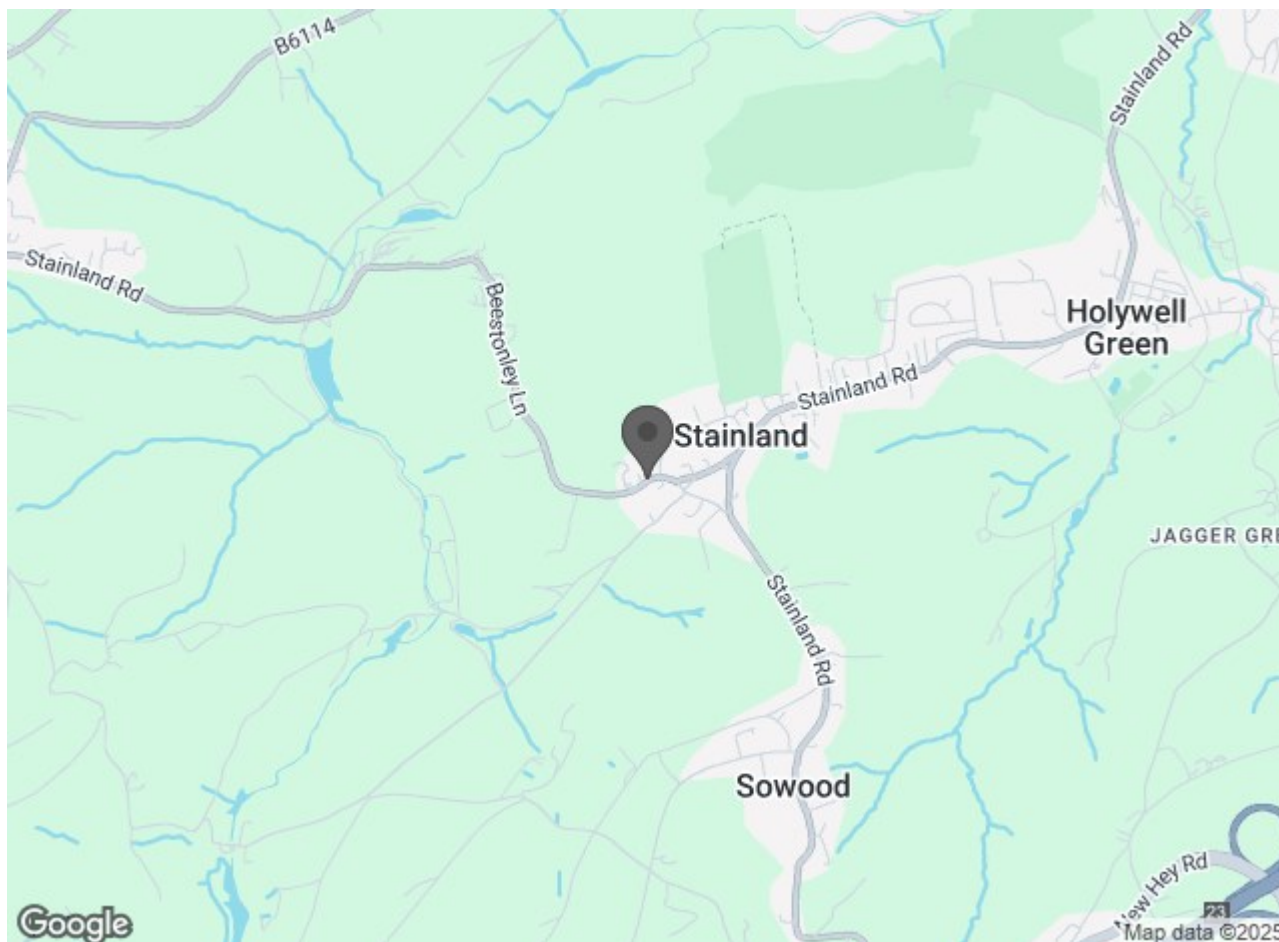 B6114
Stainland Rd
Stainland Rd
Beestonley Ln
Holywell
Green
Stainland Rd
Stainland
JAGGER GRE
Stainland Rd
Sowood
New Hey Rd
23
Google
Map data ©2025